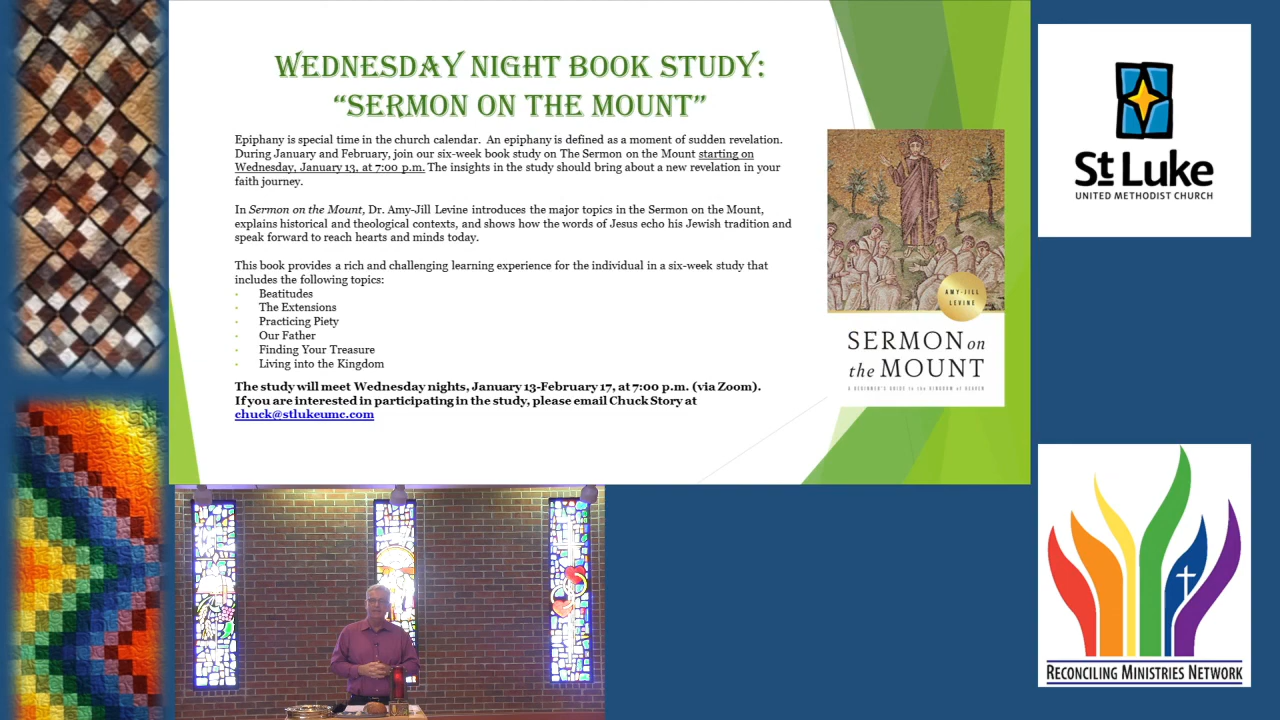 WEDNESDAY NIGHT BOOK STUDY:
“SERMON ON THE MOUNT”
Epiphany is special time in the church calendar. An epiphany is defined as a moment of sudden revelation.
During January and February, join our six-week book study on The Sermon on the Mount starting on
Wednesday, January 13, at 7:00 p.m. The insights in the study should bring about a new revelation in your
faith journey.
In Sermon on the Mount, Dr. Amy-Jill Levine introduces the major topics in the Sermon on the Mount,
explains historical and theological contexts, and shows how the words of Jesus echo his Jewish tradition and
speak forward to reach hearts and minds today.
This book provides a rich and challenging learning experience for the individual in a six-week study that
includes the following topics:
• Beatitudes
• The Extensions
• Practicing Piety
• Our Father
• Finding Your Treasure
• Living into the Kingdom
The study will meet Wednesday nights, January 13-February 17, at 7:00 p.m. (via Zoom).
If you are interested in participating in the study, please email Chuck Story at
chuck@stlukeumc.com
AMY-JILL
LEVINE
SERMON on
the MOUNT
A BEGINNER'S GUIDE to the KINGDOM of HEAVEN
St Luke
UNITED METHODIST CHURCH
RECONCILING MINISTRIES NETWORK